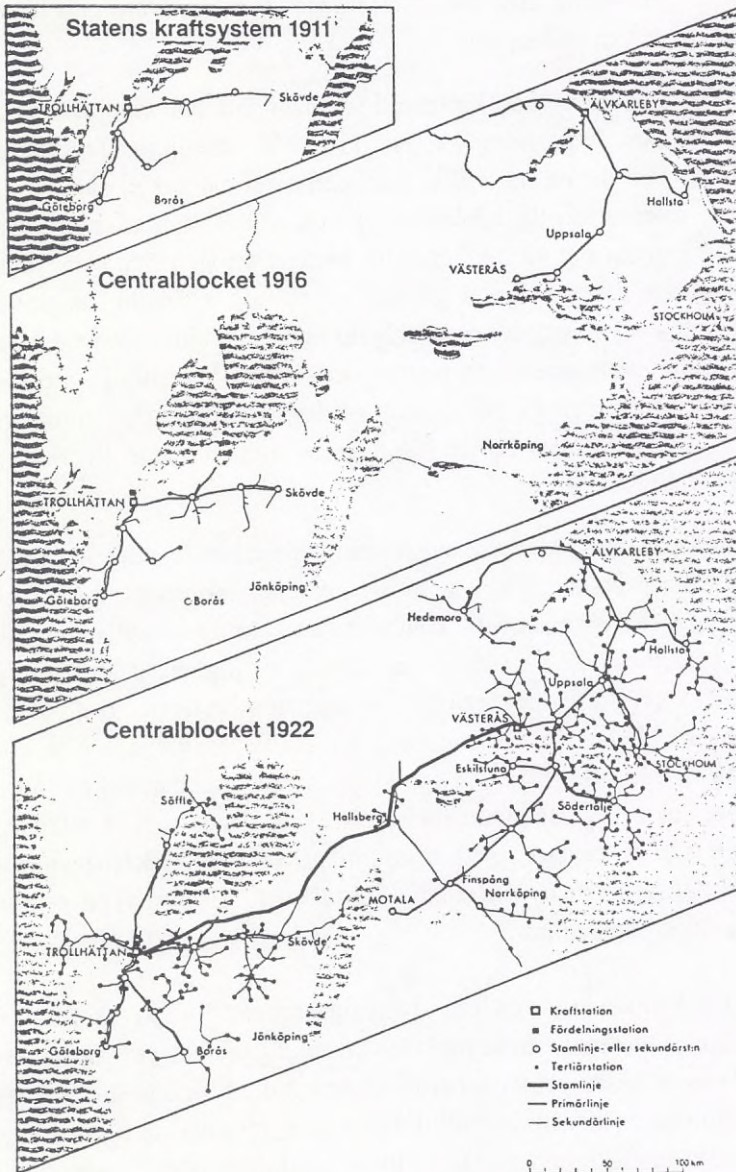 Statens kraftsystem 1911
TROLLHÄTTAN
Skövde
Göteborg
Borås
ÄLVKARLEBY
Hallsta
Uppsala
VÄSTERÅS
STOCKHOLM
Centralblocket 1916
Norrköping
TROLLHÄTTAN
Skövde
Jönköping
Göteborg
Borås
ÄLVKARLEBY
Hedemora
Hallsta
Uppsala
Centralblocket 1922
VÄSTERÅS
STOCKHOLM
Eskilstuna
Säffle
Södertälje
Hallsberg
Finspång
Norrköping
MOTALA
Skövde
TROLLHÄTTAN
Jönköping
Göteborg
Borås
Kraftstation
Fördelningsstation
Stamlinje- eller sekundärst:n
Tertiärstation
Stamlinje
Primärlinje
Sekundärlinje
0 50 100 km